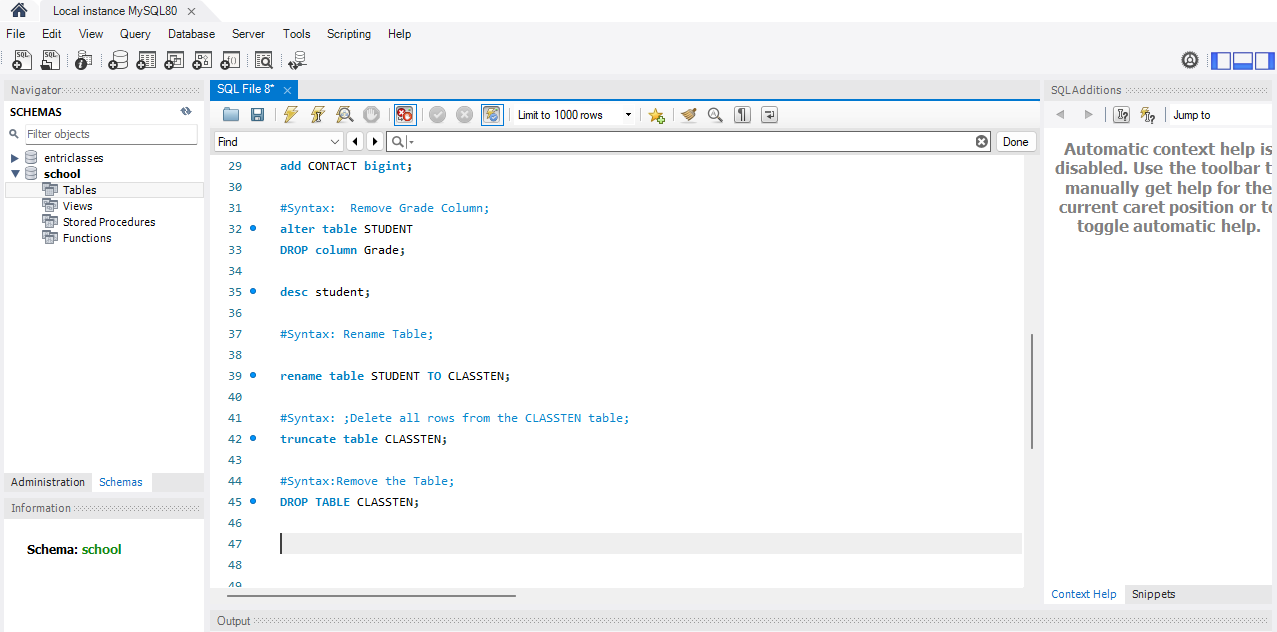 Local instance MySQL80
File Edit View Query Database Server Tools Scripting Help
Navigator
SCHEMAS
Filter objects
entriclasses
school
Tables
Views
Stored Procedures
Functions
Administration Schemas
Information
Schema: school
SQL File 8*
Limit to 1000 rows
Find
Done
29 add CONTACT bigint;
30
31 #Syntax:  Remove Grade Column;
32 alter table STUDENT
33 DROP column Grade;
34
35 desc student;
36
37 #Syntax: Rename Table;
38
39 rename table STUDENT TO CLASSTEN;
40
41 #Syntax: ;Delete all rows from the CLASSTEN table;
42 truncate table CLASSTEN;
43
44 #Syntax:Remove the Table;
45 DROP TABLE CLASSTEN;
46
47
48
49
Output
SQLAdditions
Jump to
Automatic context help is
disabled. Use the toolbar t
manually get help for the
current caret position or to
toggle automatic help.
Context Help Snippets